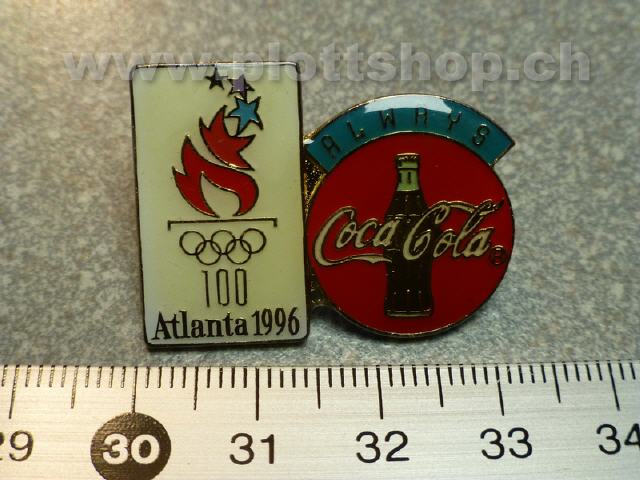 www.plottshop.ch
ALWAYS
Coca-Cola®
100
Atlanta 1996
29 30 31 32 33 34